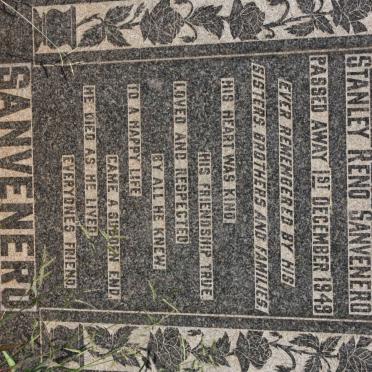 STANLEY RENO SANVENERO
PASSED AWAY 1ST DECEMBER 1949
EVER REMEMBERED BY HIS
SISTERS BROTHERS AND FAMILIES
HIS HEART WAS KIND
HIS FRIENDSHIP TRUE
LOVED AND RESPECTED
BY ALL HE KNEW
TO A HAPPY LIFE
CAME A SUDDEN END
HE DIED AS HE LIVED
EVERYONE'S FRIEND
SANVENERO